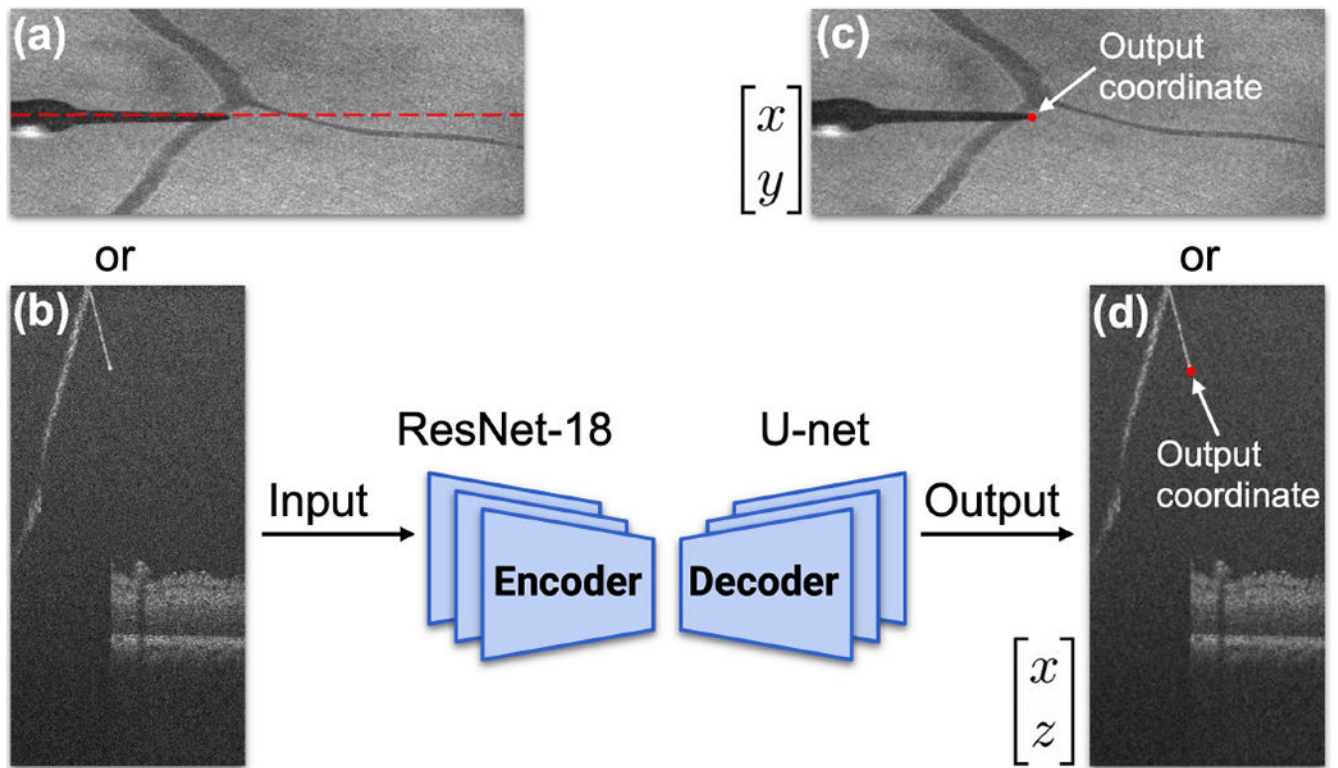 (a)
(c)
Output
coordinate
[x
y]
or
or
(b)
(d)
ResNet-18
U-net
Input
Output
Encoder
Decoder
Output
coordinate
[x
z]